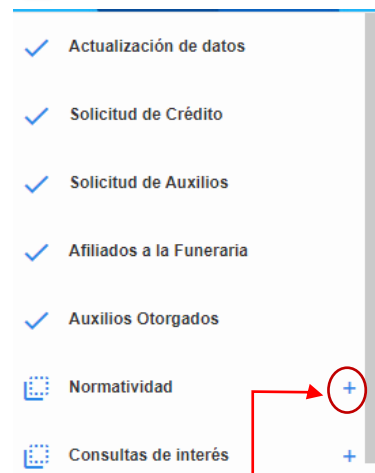 Actualización de datos
Solicitud de Crédito
Solicitud de Auxilios
Afiliados a la Funeraria
Auxilios Otorgados
Normatividad +
Consultas de interés +